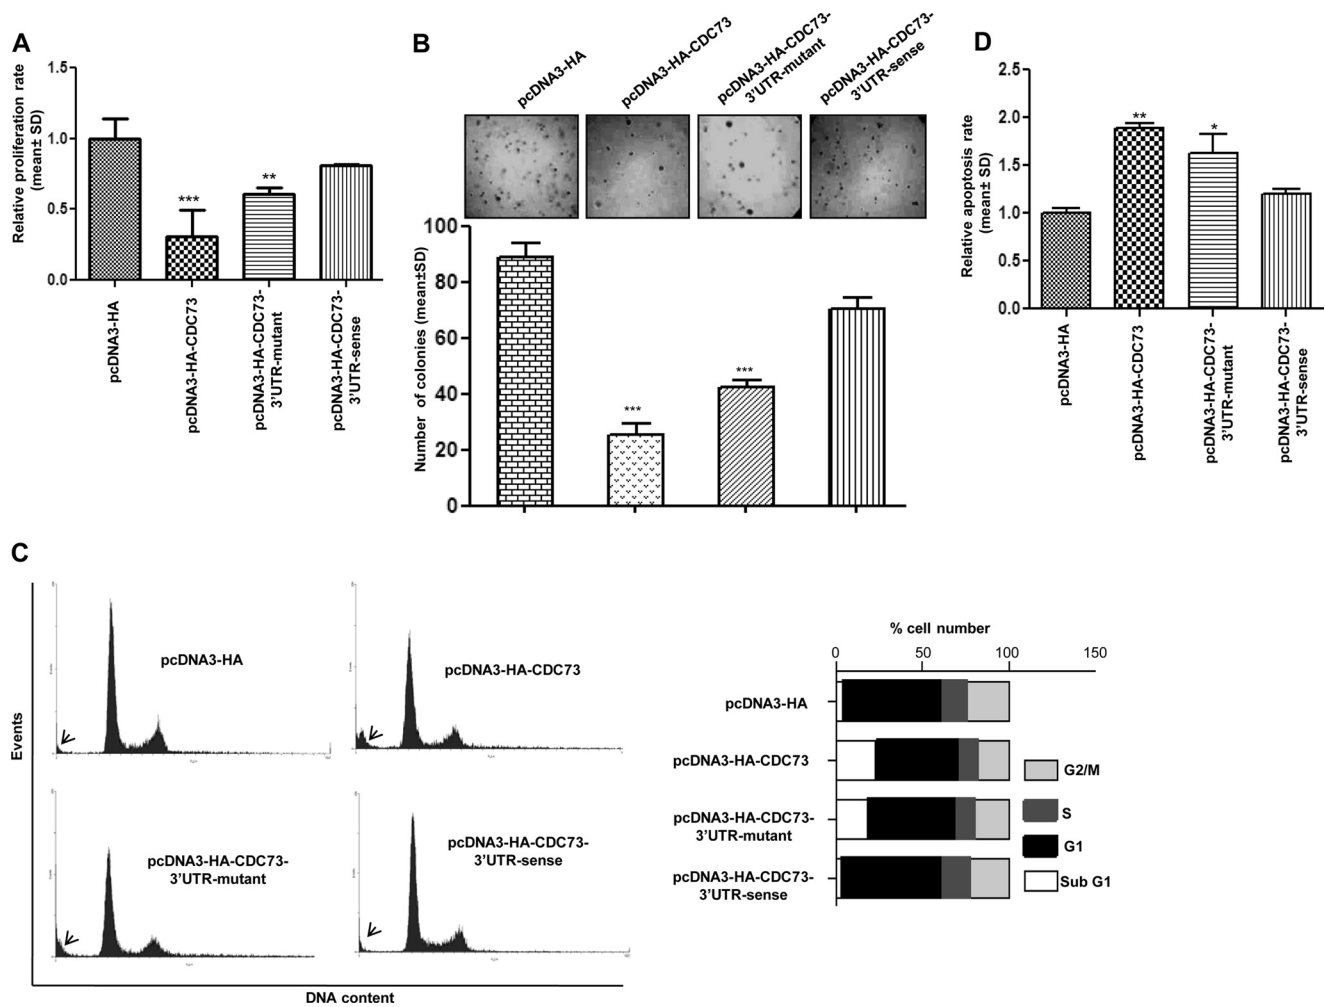 A
Relative proliferation rate
(mean± SD)
1.5
1.0
0.5
0.0
***
**
pcDNA3-HA
pcDNA3-HA-CDC73
pcDNA3-HA-CDC73-
3'UTR-mutant
pcDNA3-HA-CDC73-
3'UTR-sense
B
pcDNA3-HA
pcDNA3-HA-CDC73
pcDNA3-HA-CDC73-
3'UTR-mutant
pcDNA3-HA-CDC73-
3'UTR-sense
Number of colonies (mean±SD)
100
80
60
40
20
0
***
***
D
Relative apoptosis rate
(mean± SD)
2.5
2.0
1.5
1.0
0.5
0.0
**
*
pcDNA3-HA
pcDNA3-HA-CDC73
pcDNA3-HA-CDC73-
3'UTR-mutant
pcDNA3-HA-CDC73-
3'UTR-sense
C
Events
pcDNA3-HA
pcDNA3-HA-CDC73
pcDNA3-HA-CDC73-
3'UTR-mutant
pcDNA3-HA-CDC73-
3'UTR-sense
DNA content
% cell number
0
50
100
150
pcDNA3-HA
pcDNA3-HA-CDC73
pcDNA3-HA-CDC73-
3'UTR-mutant
pcDNA3-HA-CDC73-
3'UTR-sense
G2/M
S
G1
Sub G1